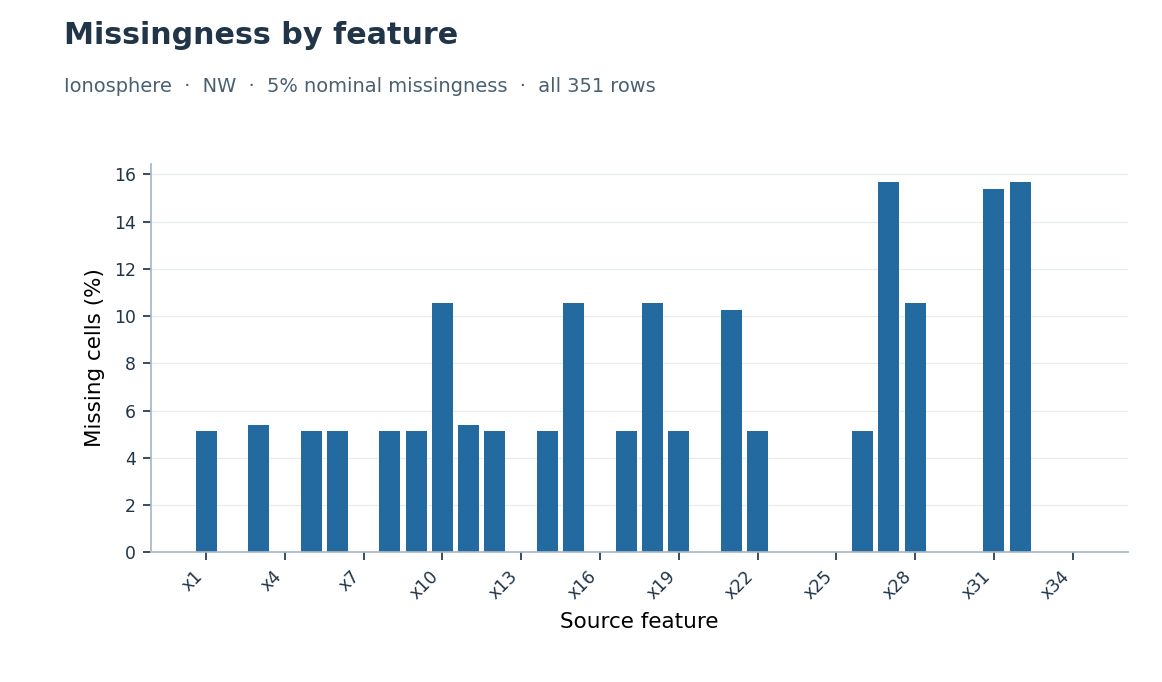 Missingness by feature
Ionosphere · NW · 5% nominal missingness · all 351 rows
16
14
12
10
8
6
4
2
0
Missing cells (%)
x1 x4 x7 x10 x13 x16 x19 x22 x25 x28 x31 x34
Source feature